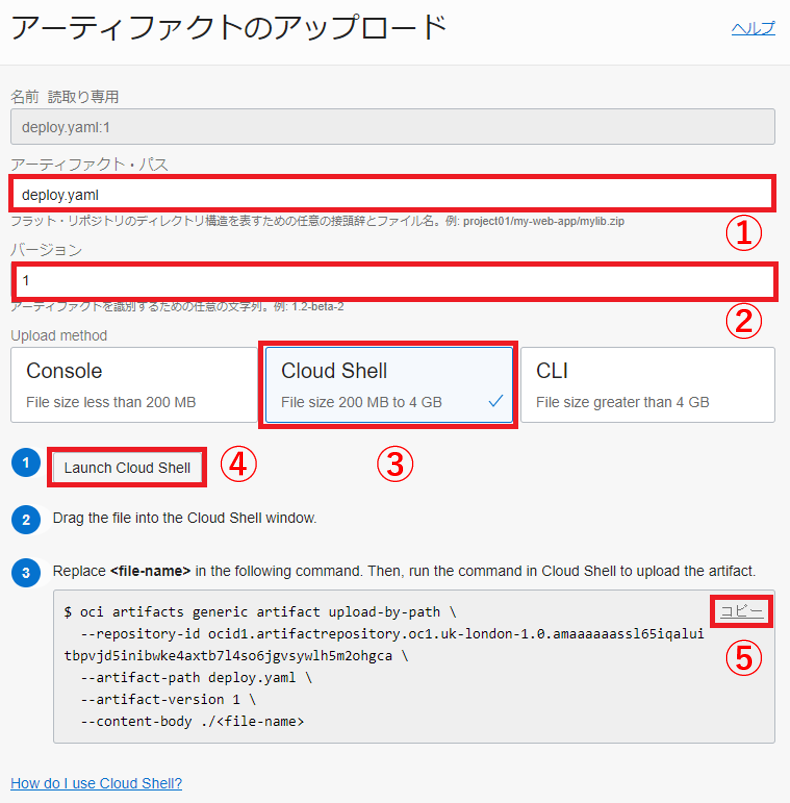 アーティファクトのアップロード
ヘルプ
名前 読取り専用
deploy.yaml:1
アーティファクト・パス
deploy.yaml
フラット・リポジトリのディレクトリ構造を表すための任意の接頭辞とファイル名。例: project01/my-web-app/mylib.zip
①
バージョン
1
アーティファクトを識別するための任意の文字列。例: 1.2-beta-2
②
Upload method
Console
File size less than 200 MB
Cloud Shell
File size 200 MB to 4 GB
CLI
File size greater than 4 GB
③
1
Launch Cloud Shell
④
2
Drag the file into the Cloud Shell window.
3
Replace <file-name> in the following command. Then, run the command in Cloud Shell to upload the artifact.
コピー
⑤
$ oci artifacts generic artifact upload-by-path \
--repository-id ocid1.artifactrepository.oc1.uk-london-1.0.amaaaaaassl65iqalui
tbpvjd5inibwke4axtb7l4so6jgvsywlh5m2ohgca \
--artifact-path deploy.yaml \
--artifact-version 1 \
--content-body ./<file-name>
How do I use Cloud Shell?